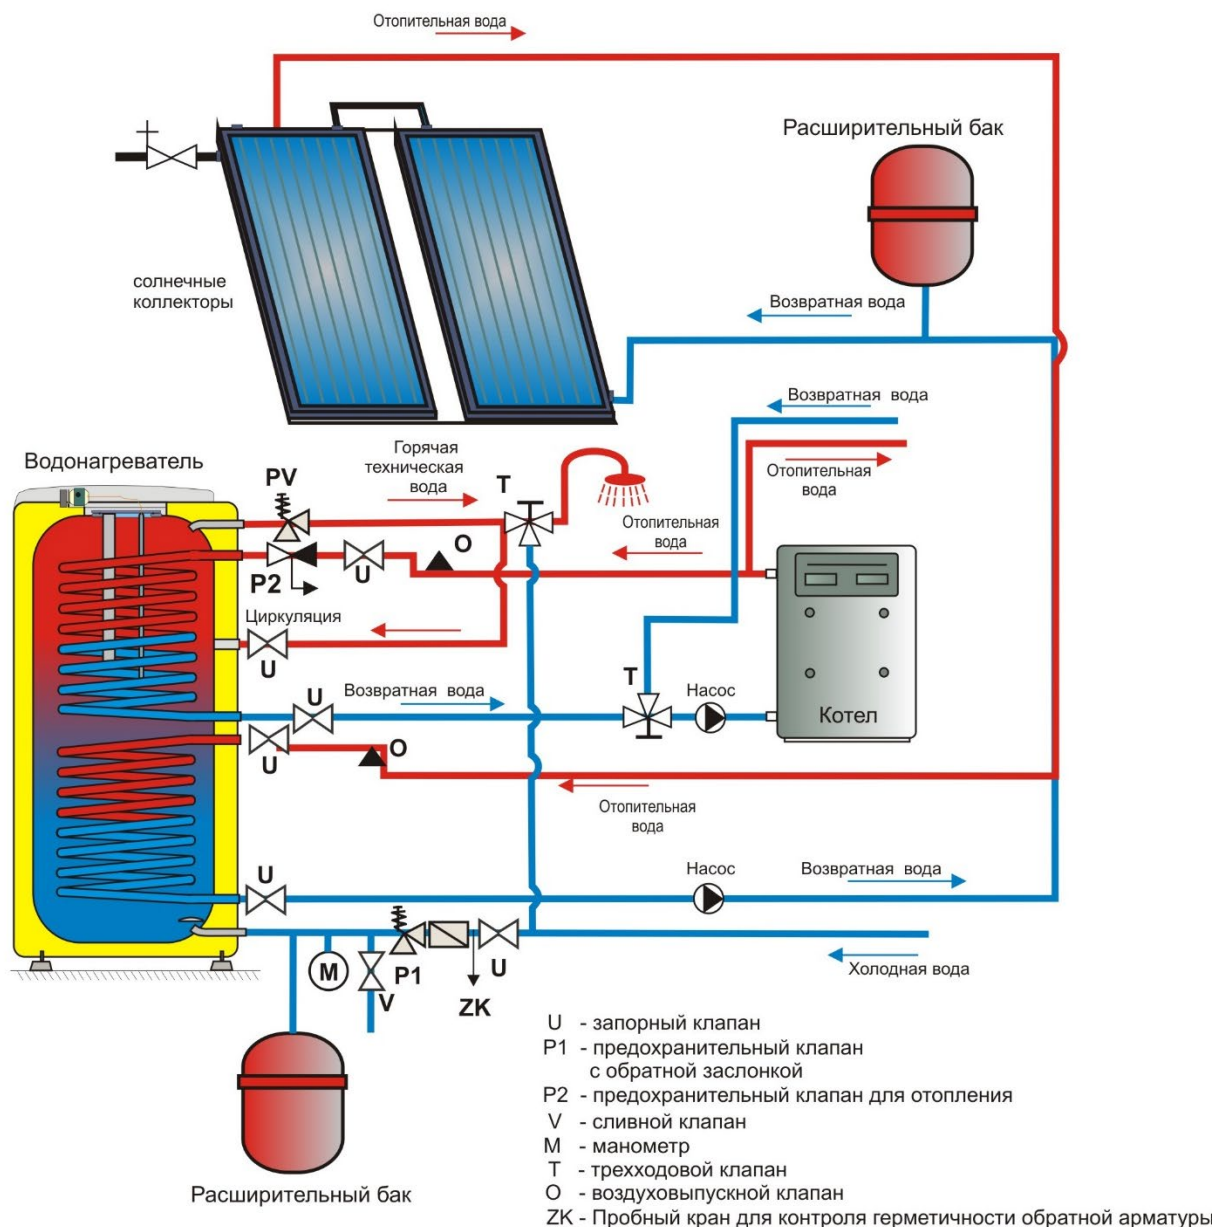 Отопительная вода
Расширительный бак
солнечные
коллекторы
Возвратная вода
Возвратная вода
Водонагреватель
PV
Горячая
техническая
вода
T
Отопительная
вода
Отопительная
вода
O
P2
U
Циркуляция
U
Возвратная вода
U
T
Насос
Котел
U
O
Отопительная
вода
U
Насос
Возвратная вода
M
V
P1
ZK
U
Холодная вода
Расширительный бак
U - запорный клапан
P1 - предохранительный клапан
с обратной заслонкой
P2 - предохранительный клапан для отопления
V - сливной клапан
M - манометр
T - трехходовой клапан
O - воздуховыпускной клапан
ZK - Пробный кран для контроля герметичности обратной арматуры